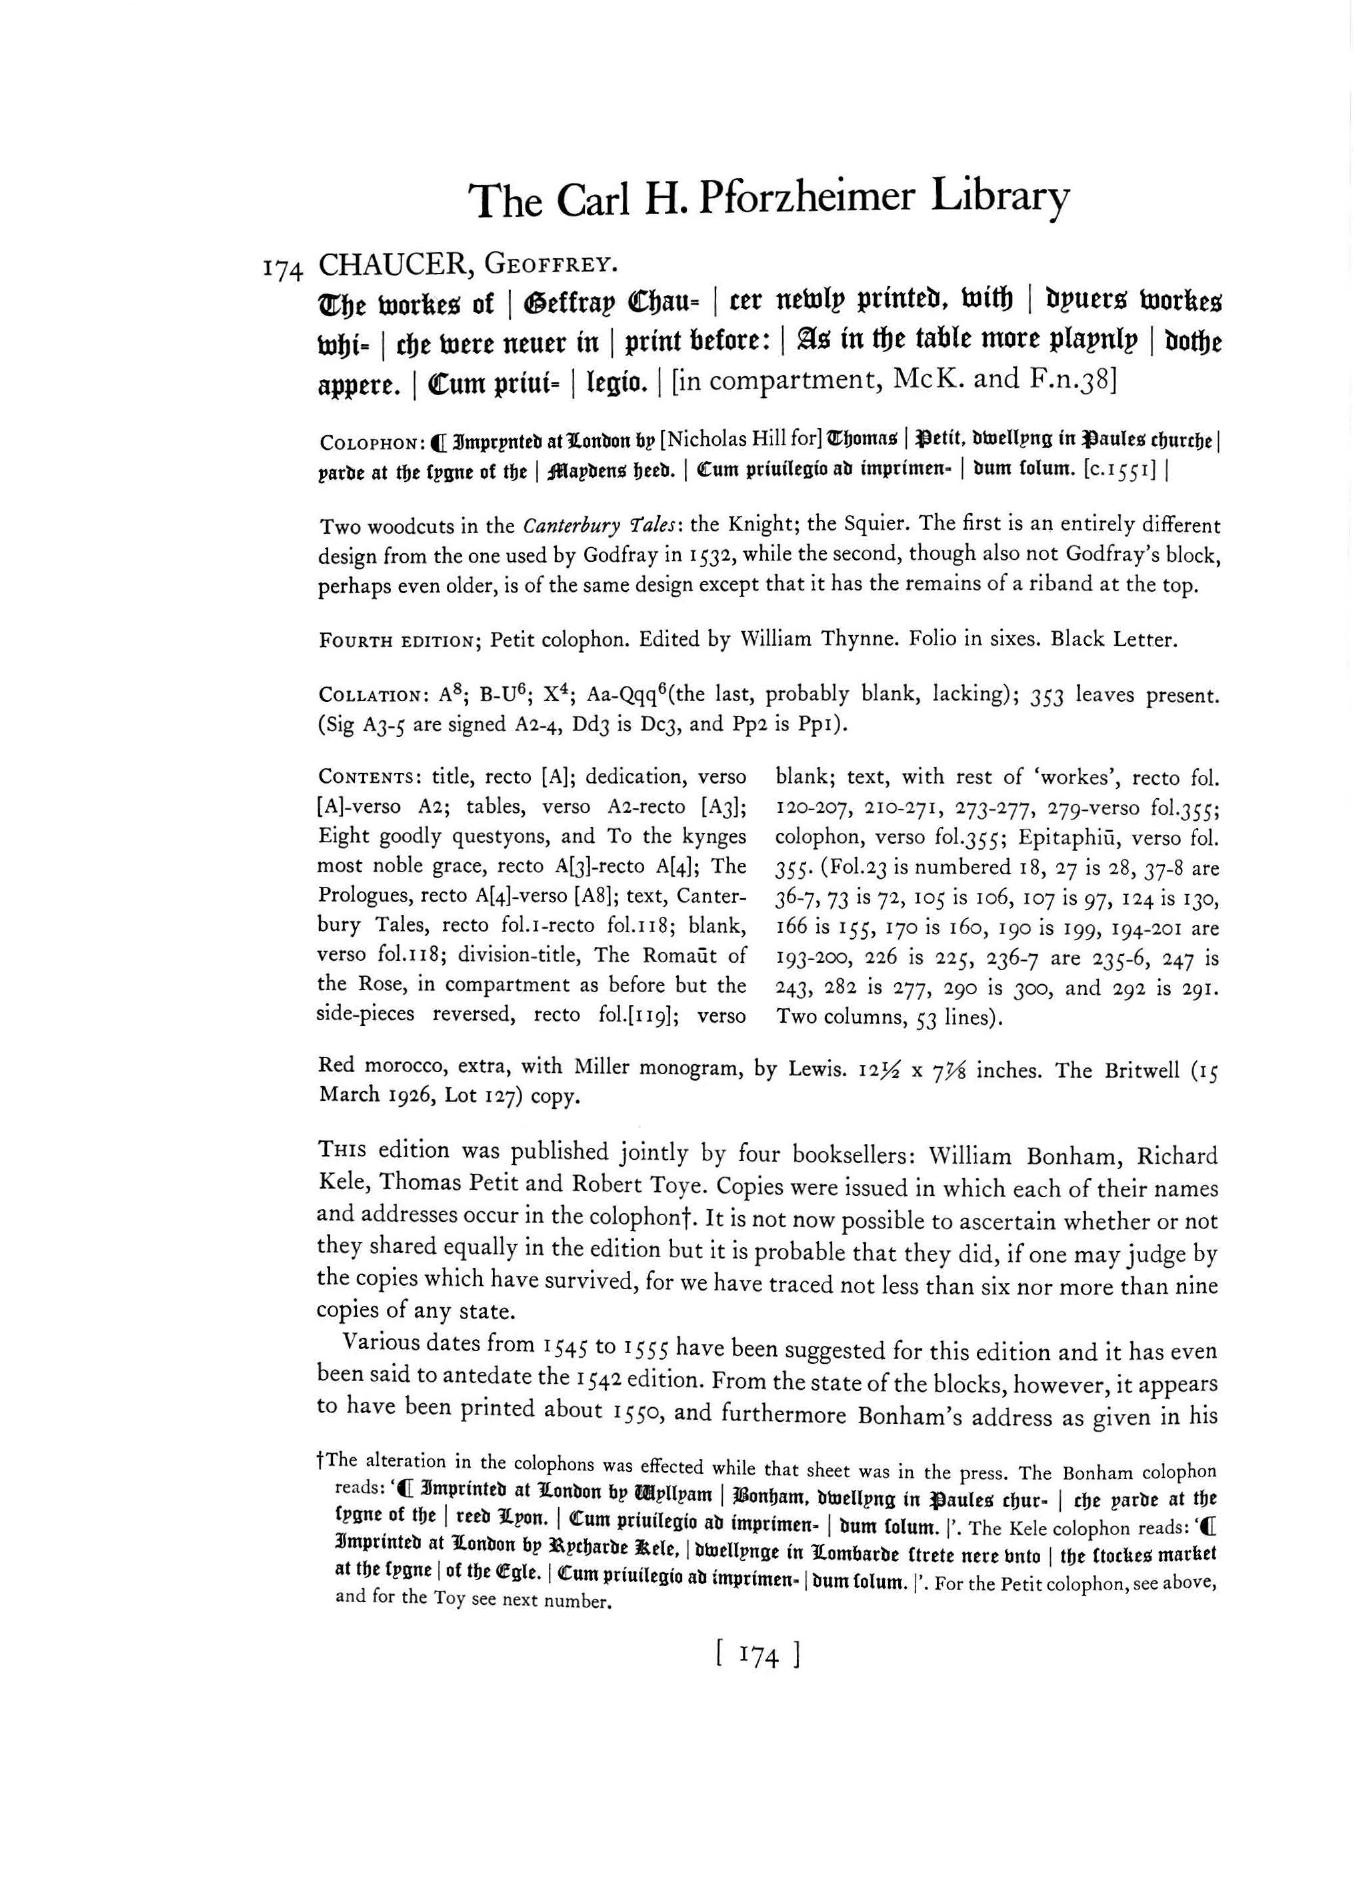 The Carl H. Pforzheimer Library
174 CHAUCER, GEOFFREY.
The workes of | Geffray Chau= | cer newly printed, with | dyuers workes
whi= | che were neuer in | print before: | As in the table more playnly | dothe
appere. | Cum priui= | legio. | [in compartment, McK. and F.n.38]
COLOPHON: ¶ Imprynted at London by [Nicholas Hill for] Thomas | Petit, dwellyng in Paules churche |
yarde at the sygne of the | Maydens heed. | Cum priuilegio ad imprimen- | dum solum. [c.1551] |
Two woodcuts in the Canterbury Tales: the Knight; the Squier. The first is an entirely different
design from the one used by Godfray in 1532, while the second, though also not Godfray's block,
perhaps even older, is of the same design except that it has the remains of a riband at the top.
FOURTH EDITION; Petit colophon. Edited by William Thynne. Folio in sixes. Black Letter.
COLLATION: A⁸; B-U⁶; X⁴; Aa-Qqq⁶(the last, probably blank, lacking); 353 leaves present.
(Sig A3-5 are signed A2-4, Dd3 is Dc3, and Pp2 is Pp1).
CONTENTS: title, recto [A]; dedication, verso
[A]-verso A2; tables, verso A2-recto [A3];
Eight goodly questyons, and To the kynges
most noble grace, recto A[3]-recto A[4]; The
Prologues, recto A[4]-verso [A8]; text, Canter-
bury Tales, recto fol.1-recto fol.118; blank,
verso fol.118; division-title, The Romaūt of
the Rose, in compartment as before but the
side-pieces reversed, recto fol.[119]; verso
blank; text, with rest of 'workes', recto fol.
120-207, 210-271, 273-277, 279-verso fol.355;
colophon, verso fol.355; Epitaphiū, verso fol.
355. (Fol.23 is numbered 18, 27 is 28, 37-8 are
36-7, 73 is 72, 105 is 106, 107 is 97, 124 is 130,
166 is 155, 170 is 160, 190 is 199, 194-201 are
193-200, 226 is 225, 236-7 are 235-6, 247 is
243, 282 is 277, 290 is 300, and 292 is 291.
Two columns, 53 lines).
Red morocco, extra, with Miller monogram, by Lewis. 12½ x 7⅞ inches. The Britwell (15
March 1926, Lot 127) copy.
THIS edition was published jointly by four booksellers: William Bonham, Richard
Kele, Thomas Petit and Robert Toye. Copies were issued in which each of their names
and addresses occur in the colophon†. It is not now possible to ascertain whether or not
they shared equally in the edition but it is probable that they did, if one may judge by
the copies which have survived, for we have traced not less than six nor more than nine
copies of any state.
Various dates from 1545 to 1555 have been suggested for this edition and it has even
been said to antedate the 1542 edition. From the state of the blocks, however, it appears
to have been printed about 1550, and furthermore Bonham's address as given in his
†The alteration in the colophons was effected while that sheet was in the press. The Bonham colophon
reads: '¶ Imprinted at London by Wyllyam | Bonham, dwellyng in Paules chur- | che yarde at the
sygne of the | reed Lyon. | Cum priuilegio ad imprimen- | dum solum. |'. The Kele colophon reads: '¶
Imprinted at London by Rycharde Kele, | dwellynge in Lombarde strete nere vnto | the stockes market
at the sygne | of the Egle. | Cum priuilegio ad imprimen- | dum solum. |'. For the Petit colophon, see above,
and for the Toy see next number.
[ 174 ]